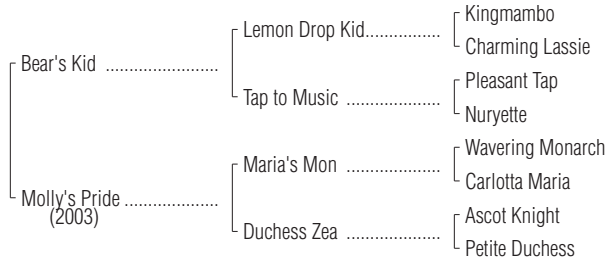 Kingmambo
Lemon Drop Kid.................
Charming Lassie
Bear's Kid .........................
Pleasant Tap
Tap to Music .....................
Nuryette
Wavering Monarch
Maria's Mon .....................
Carlotta Maria
Molly's Pride .....................
(2003)
Ascot Knight
Duchess Zea .....................
Petite Duchess